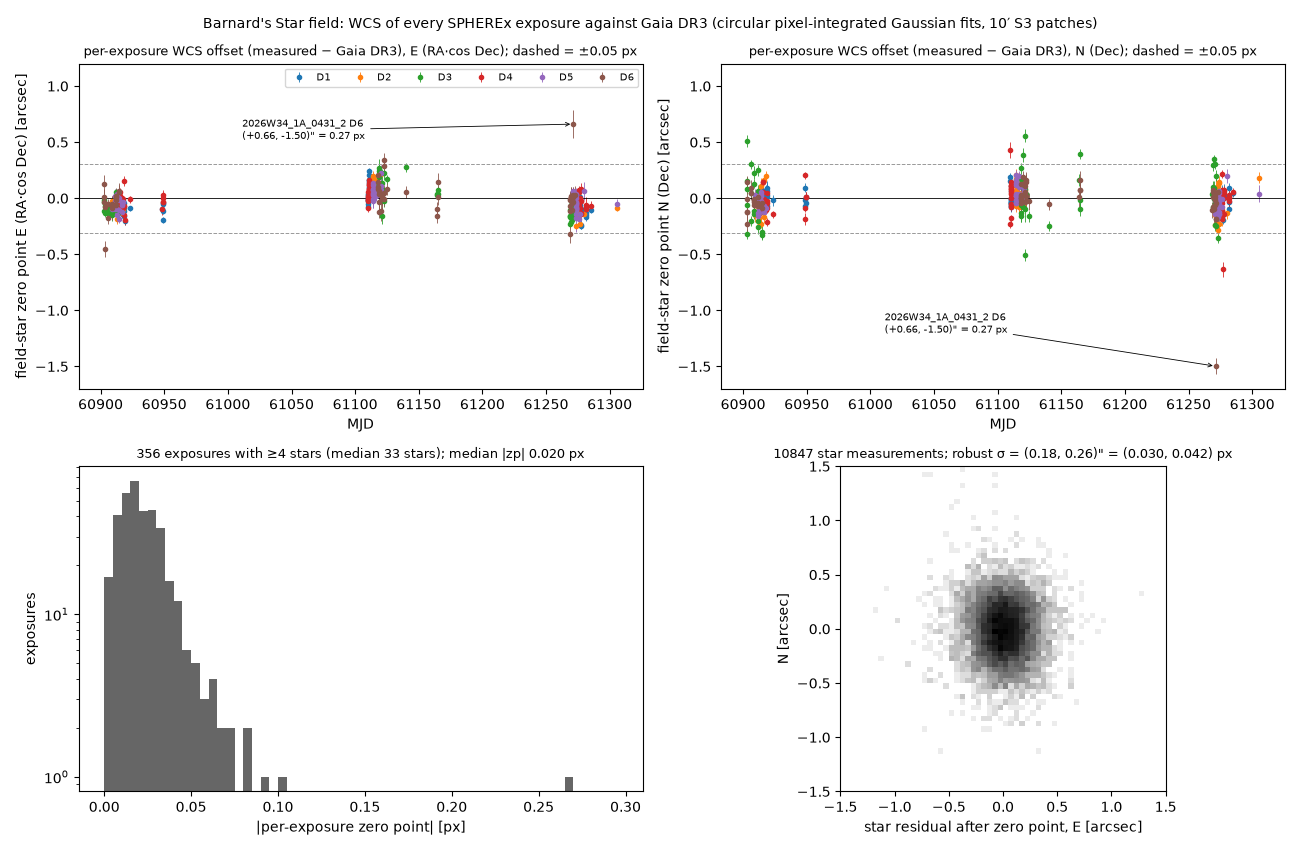 Barnard's Star field: WCS of every SPHEREx exposure against Gaia DR3 (circular pixel-integrated Gaussian fits, 10′ S3 patches)
per-exposure WCS offset (measured − Gaia DR3), E (RA·cos Dec); dashed = ±0.05 px
field-star zero point E (RA·cos Dec) [arcsec]
1.0
0.5
0.0
−0.5
−1.0
−1.5
D1 D2 D3 D4 D5 D6
2026W34_1A_0431_2 D6
(+0.66, -1.50)" = 0.27 px
60900 60950 61000 61050 61100 61150 61200 61250 61300
MJD
per-exposure WCS offset (measured − Gaia DR3), N (Dec); dashed = ±0.05 px
field-star zero point N (Dec) [arcsec]
1.0
0.5
0.0
−0.5
−1.0
−1.5
2026W34_1A_0431_2 D6
(+0.66, -1.50)" = 0.27 px
60900 60950 61000 61050 61100 61150 61200 61250 61300
MJD
356 exposures with ≥4 stars (median 33 stars); median |zp| 0.020 px
exposures
10¹
10⁰
0.00 0.05 0.10 0.15 0.20 0.25 0.30
|per-exposure zero point| [px]
10847 star measurements; robust σ = (0.18, 0.26)" = (0.030, 0.042) px
N [arcsec]
1.5
1.0
0.5
0.0
−0.5
−1.0
−1.5
−1.5 −1.0 −0.5 0.0 0.5 1.0 1.5
star residual after zero point, E [arcsec]